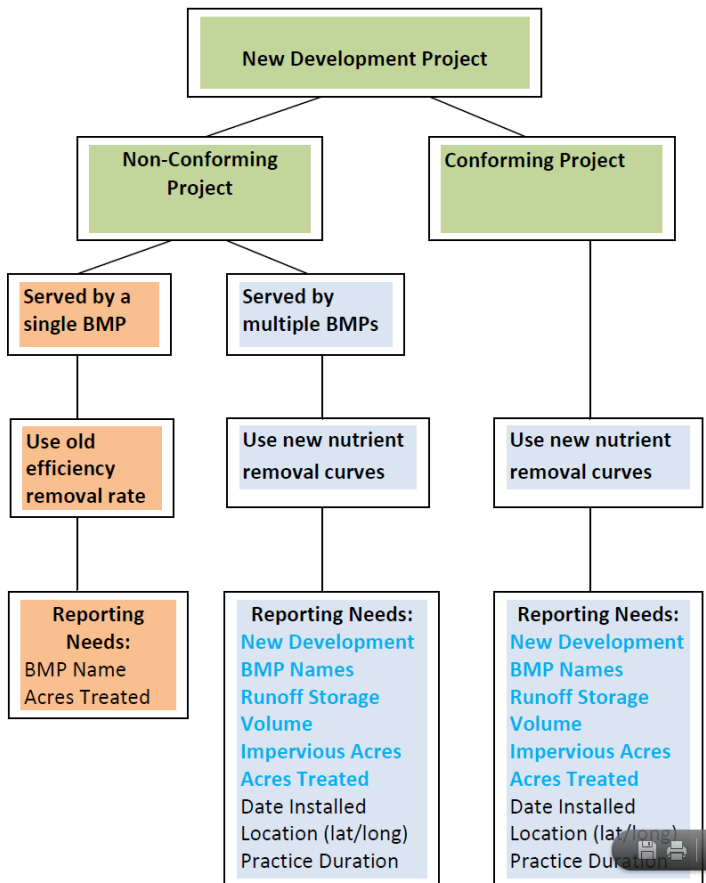 New Development Project
Non-Conforming
Project
Conforming Project
Served by a
single BMP
Served by
multiple BMPs
Use old
efficiency
removal rate
Use new nutrient
removal curves
Use new nutrient
removal curves
Reporting
Needs:
BMP Name
Acres Treated
Reporting Needs:
New Development
BMP Names
Runoff Storage
Volume
Impervious Acres
Acres Treated
Date Installed
Location (lat/long)
Practice Duration
Reporting Needs:
New Development
BMP Names
Runoff Storage
Volume
Impervious Acres
Acres Treated
Date Installed
Location (lat/long)
Practice Duration